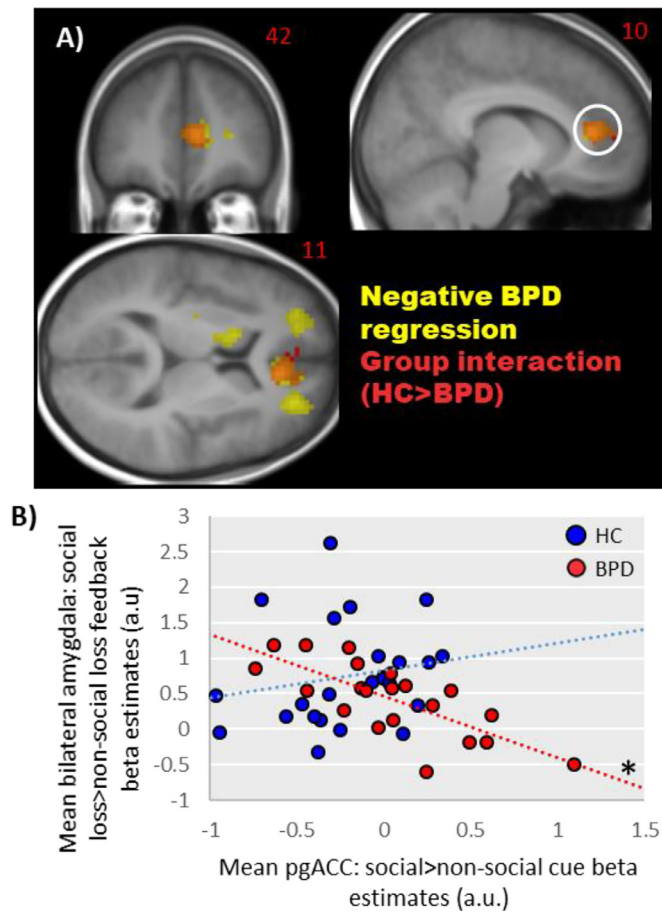 A)
42
10
11
Negative BPD
regression
Group interaction
(HC>BPD)
B)
Mean bilateral amygdala: social
loss>non-social loss feedback
beta estimates (a.u)
3
2.5
2
1.5
1
0.5
0
-0.5
-1
HC
BPD
*
-1
-0.5
0
0.5
1
1.5
Mean pgACC: social>non-social cue beta
estimates (a.u.)